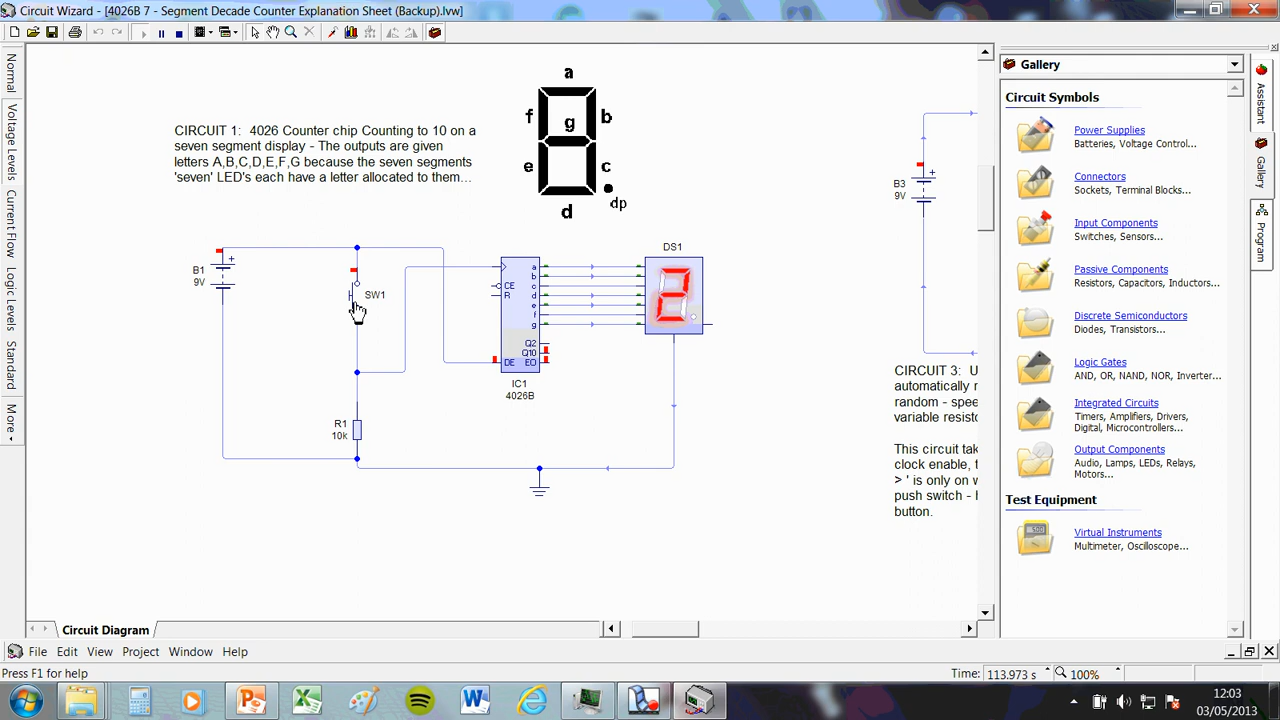 Circuit Wizard - [4026B 7 - Segment Decade Counter Explanation Sheet (Backup).lvw]
Normal
Voltage Levels
Current Flow
Logic Levels
Standard
More
CIRCUIT 1:  4026 Counter chip Counting to 10 on a
seven segment display - The outputs are given
letters A,B,C,D,E,F,G because the seven segments
'seven' LED's each have a letter allocated to them...
a
f
g
b
e
c
d
dp
B1
9V
SW1
R1
10k
CE
R
DE
a
b
c
d
e
f
g
Q2
Q10
EO
IC1
4026B
DS1
B3
9V
CIRCUIT 3:  U
automatically r
random - spee
variable resisto
This circuit tak
clock enable, t
> ' is only on w
push switch - h
button.
Gallery
Circuit Symbols
Power Supplies
Batteries, Voltage Control...
Connectors
Sockets, Terminal Blocks...
Input Components
Switches, Sensors...
Passive Components
Resistors, Capacitors, Inductors...
Discrete Semiconductors
Diodes, Transistors...
Logic Gates
AND, OR, NAND, NOR, Inverter...
Integrated Circuits
Timers, Amplifiers, Drivers,
Digital, Microcontrollers...
Output Components
Audio, Lamps, LEDs, Relays,
Motors...
Test Equipment
Virtual Instruments
Multimeter, Oscilloscope...
Assistant
Gallery
Program
Circuit Diagram
File Edit View Project Window Help
Press F1 for help
Time: 113.973 s
100%
12:03
03/05/2013